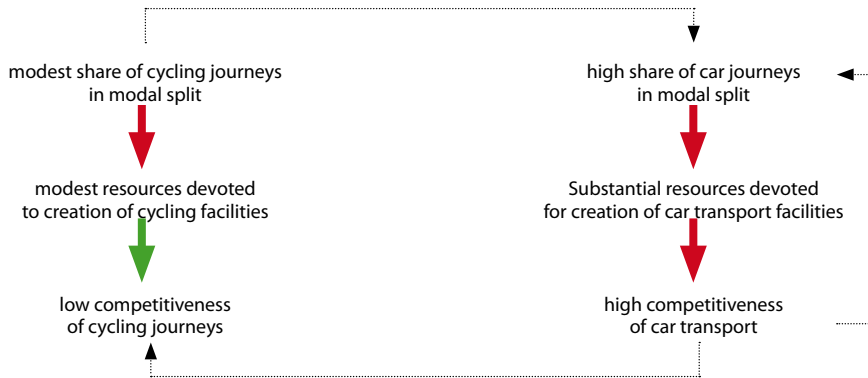 modest share of cycling journeys
in modal split
modest resources devoted
to creation of cycling facilities
low competitiveness
of cycling journeys
high share of car journeys
in modal split
Substantial resources devoted
for creation of car transport facilities
high competitiveness
of car transport